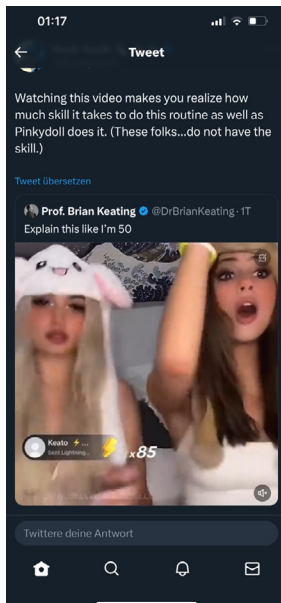 01:17
Tweet
Watching this video makes you realize how
much skill it takes to do this routine as well as
Pinkydoll does it. (These folks...do not have the
skill.)
Tweet übersetzen
Prof. Brian Keating @DrBrianKeating · 1T
Explain this like I'm 50
Keato ⚡...
Sent Lightning...
x85
Twittere deine Antwort